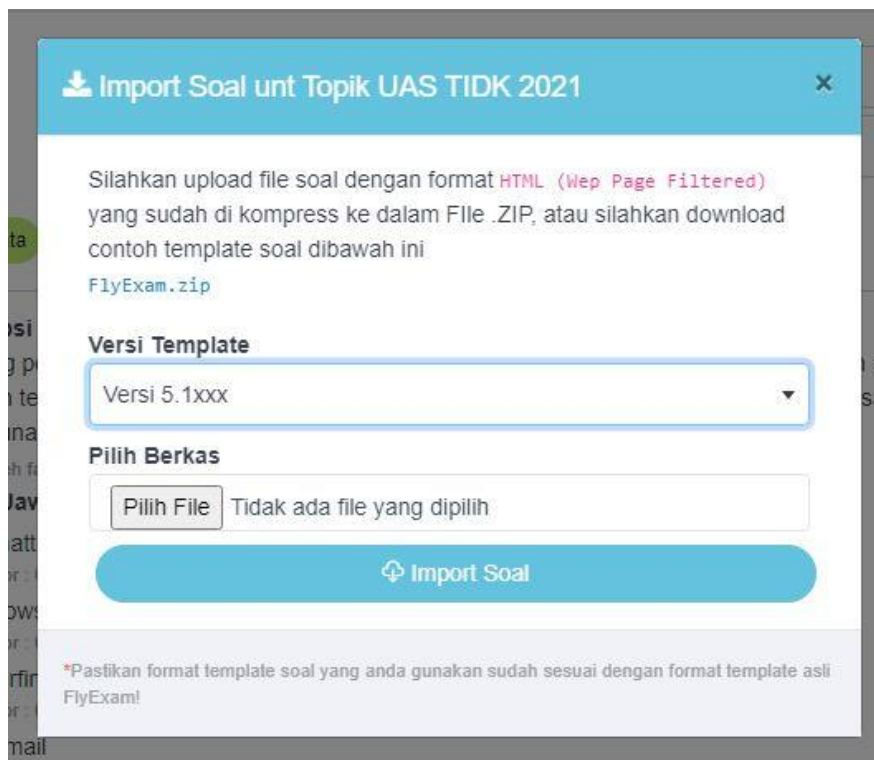 Import Soal unt Topik UAS TIDK 2021
Silahkan upload file soal dengan format HTML (Wep Page Filtered)
yang sudah di kompress ke dalam FIle .ZIP, atau silahkan download
contoh template soal dibawah ini
FlyExam.zip
Versi Template
Versi 5.1xxx
Pilih Berkas
Pilih File Tidak ada file yang dipilih
Import Soal
*Pastikan format template soal yang anda gunakan sudah sesuai dengan format template asli
FlyExam!